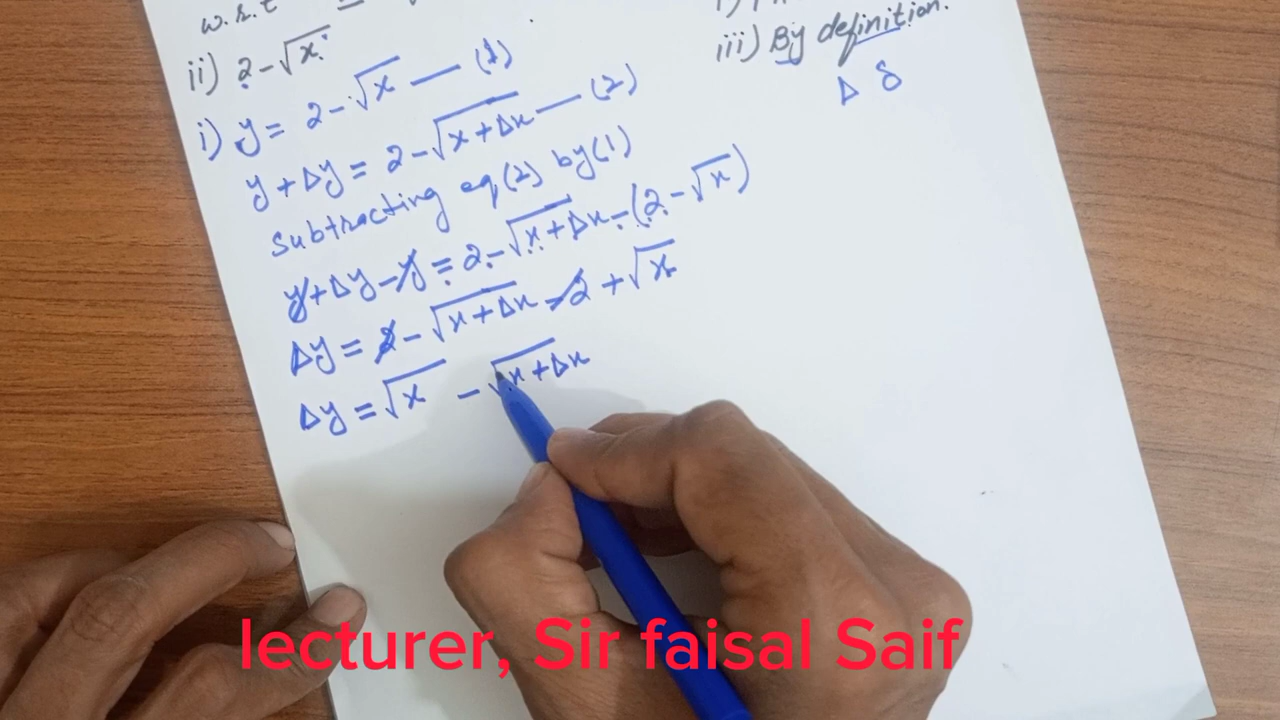 w.r.t
ii) 2-√x
i) y = 2-√x — (1)
y+Δy = 2-√x+Δx — (2)
Subtracting eq(2) by(1)
y+Δy-y = 2-√x+Δx-(2-√x)
Δy = 2-√x+Δx-2+√x
Δy = √x - √x+Δx
iii) By definition.
Δ δ
lecturer, Sir faisal Saif